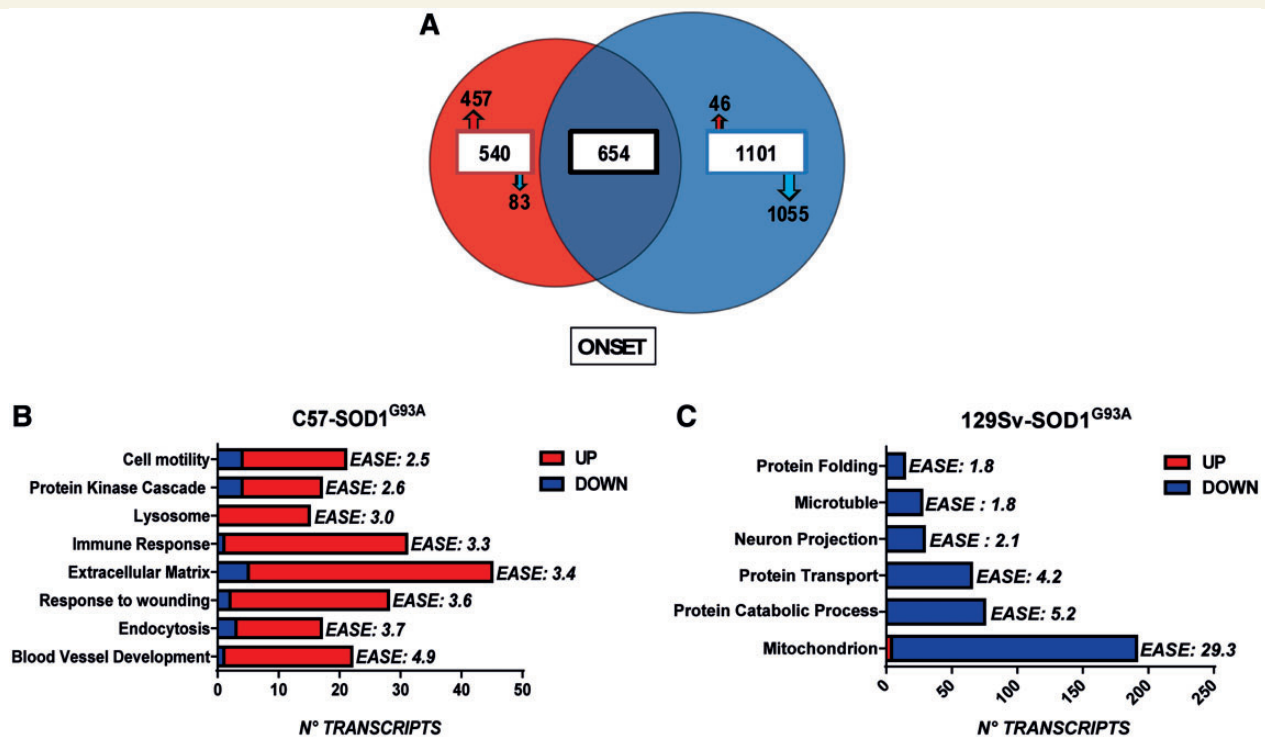 A
457
46
540
654
1101
83
1055
ONSET
B
C57-SOD1G93A
UP
DOWN
Cell motility
EASE: 2.5
Protein Kinase Cascade
EASE: 2.6
Lysosome
EASE: 3.0
Immune Response
EASE: 3.3
Extracellular Matrix
EASE: 3.4
Response to wounding
EASE: 3.6
Endocytosis
EASE: 3.7
Blood Vessel Development
EASE: 4.9
0 10 20 30 40 50
N° TRANSCRIPTS
C
129Sv-SOD1G93A
UP
DOWN
Protein Folding
EASE: 1.8
Microtuble
EASE : 1.8
Neuron Projection
EASE : 2.1
Protein Transport
EASE: 4.2
Protein Catabolic Process
EASE: 5.2
Mitochondrion
EASE: 29.3
0 50 100 150 200 250
N° TRANSCRIPTS